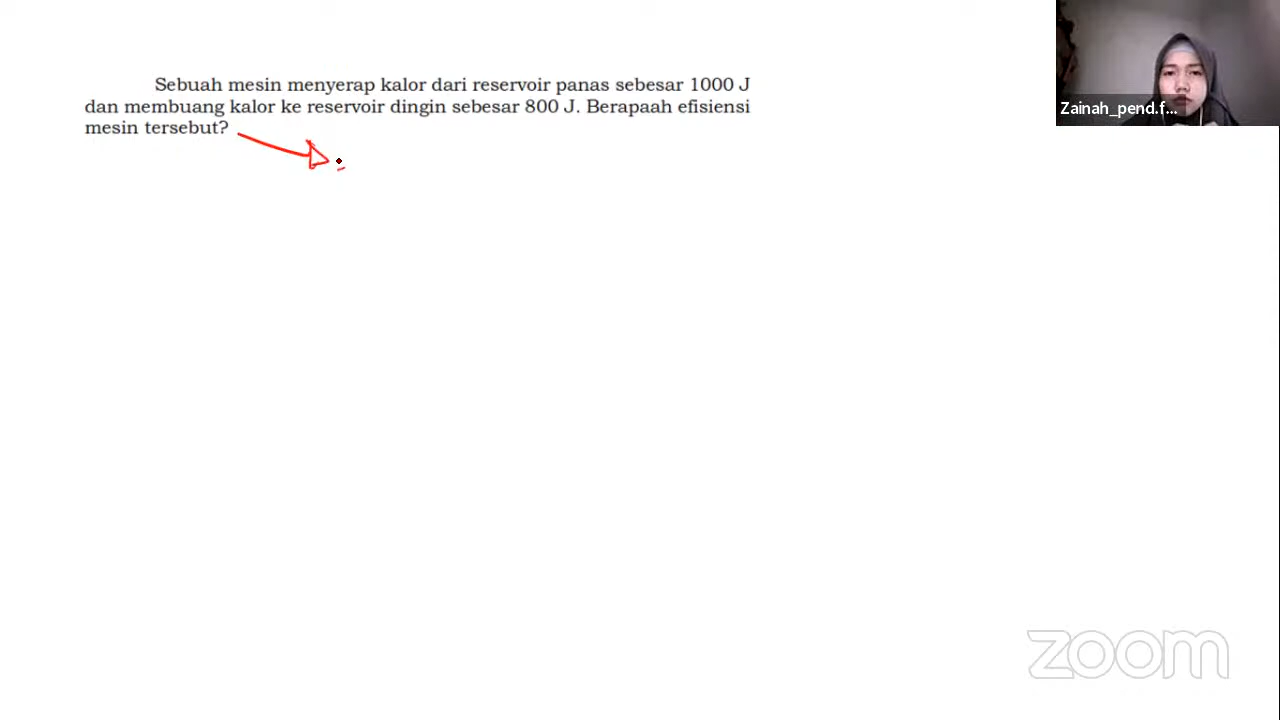 Sebuah mesin menyerap kalor dari reservoir panas sebesar 1000 J
dan membuang kalor ke reservoir dingin sebesar 800 J. Berapaah efisiensi
mesin tersebut?
Zainah_pend.f...
zoom